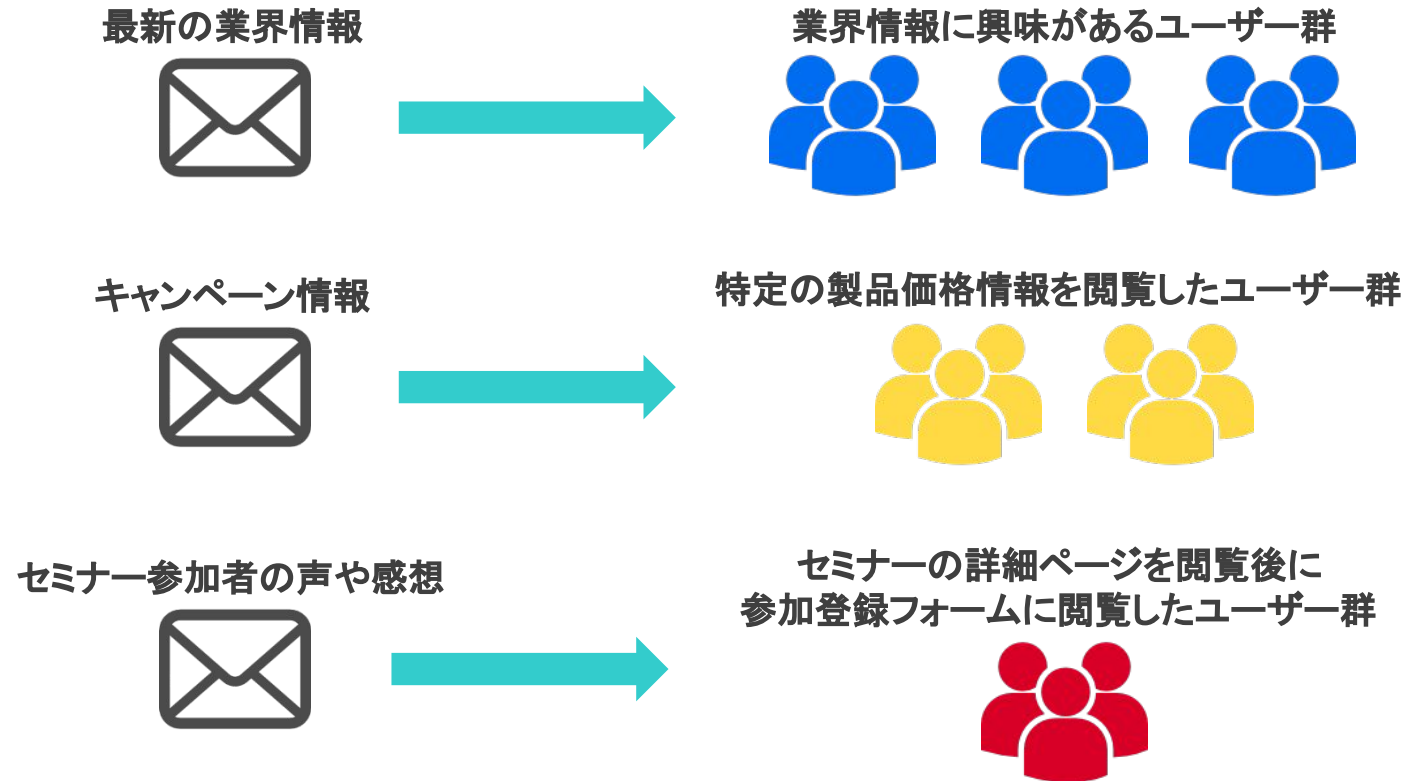 最新の業界情報
業界情報に興味があるユーザー群
キャンペーン情報
特定の製品価格情報を閲覧したユーザー群
セミナー参加者の声や感想
セミナーの詳細ページを閲覧後に
参加登録フォームに閲覧したユーザー群